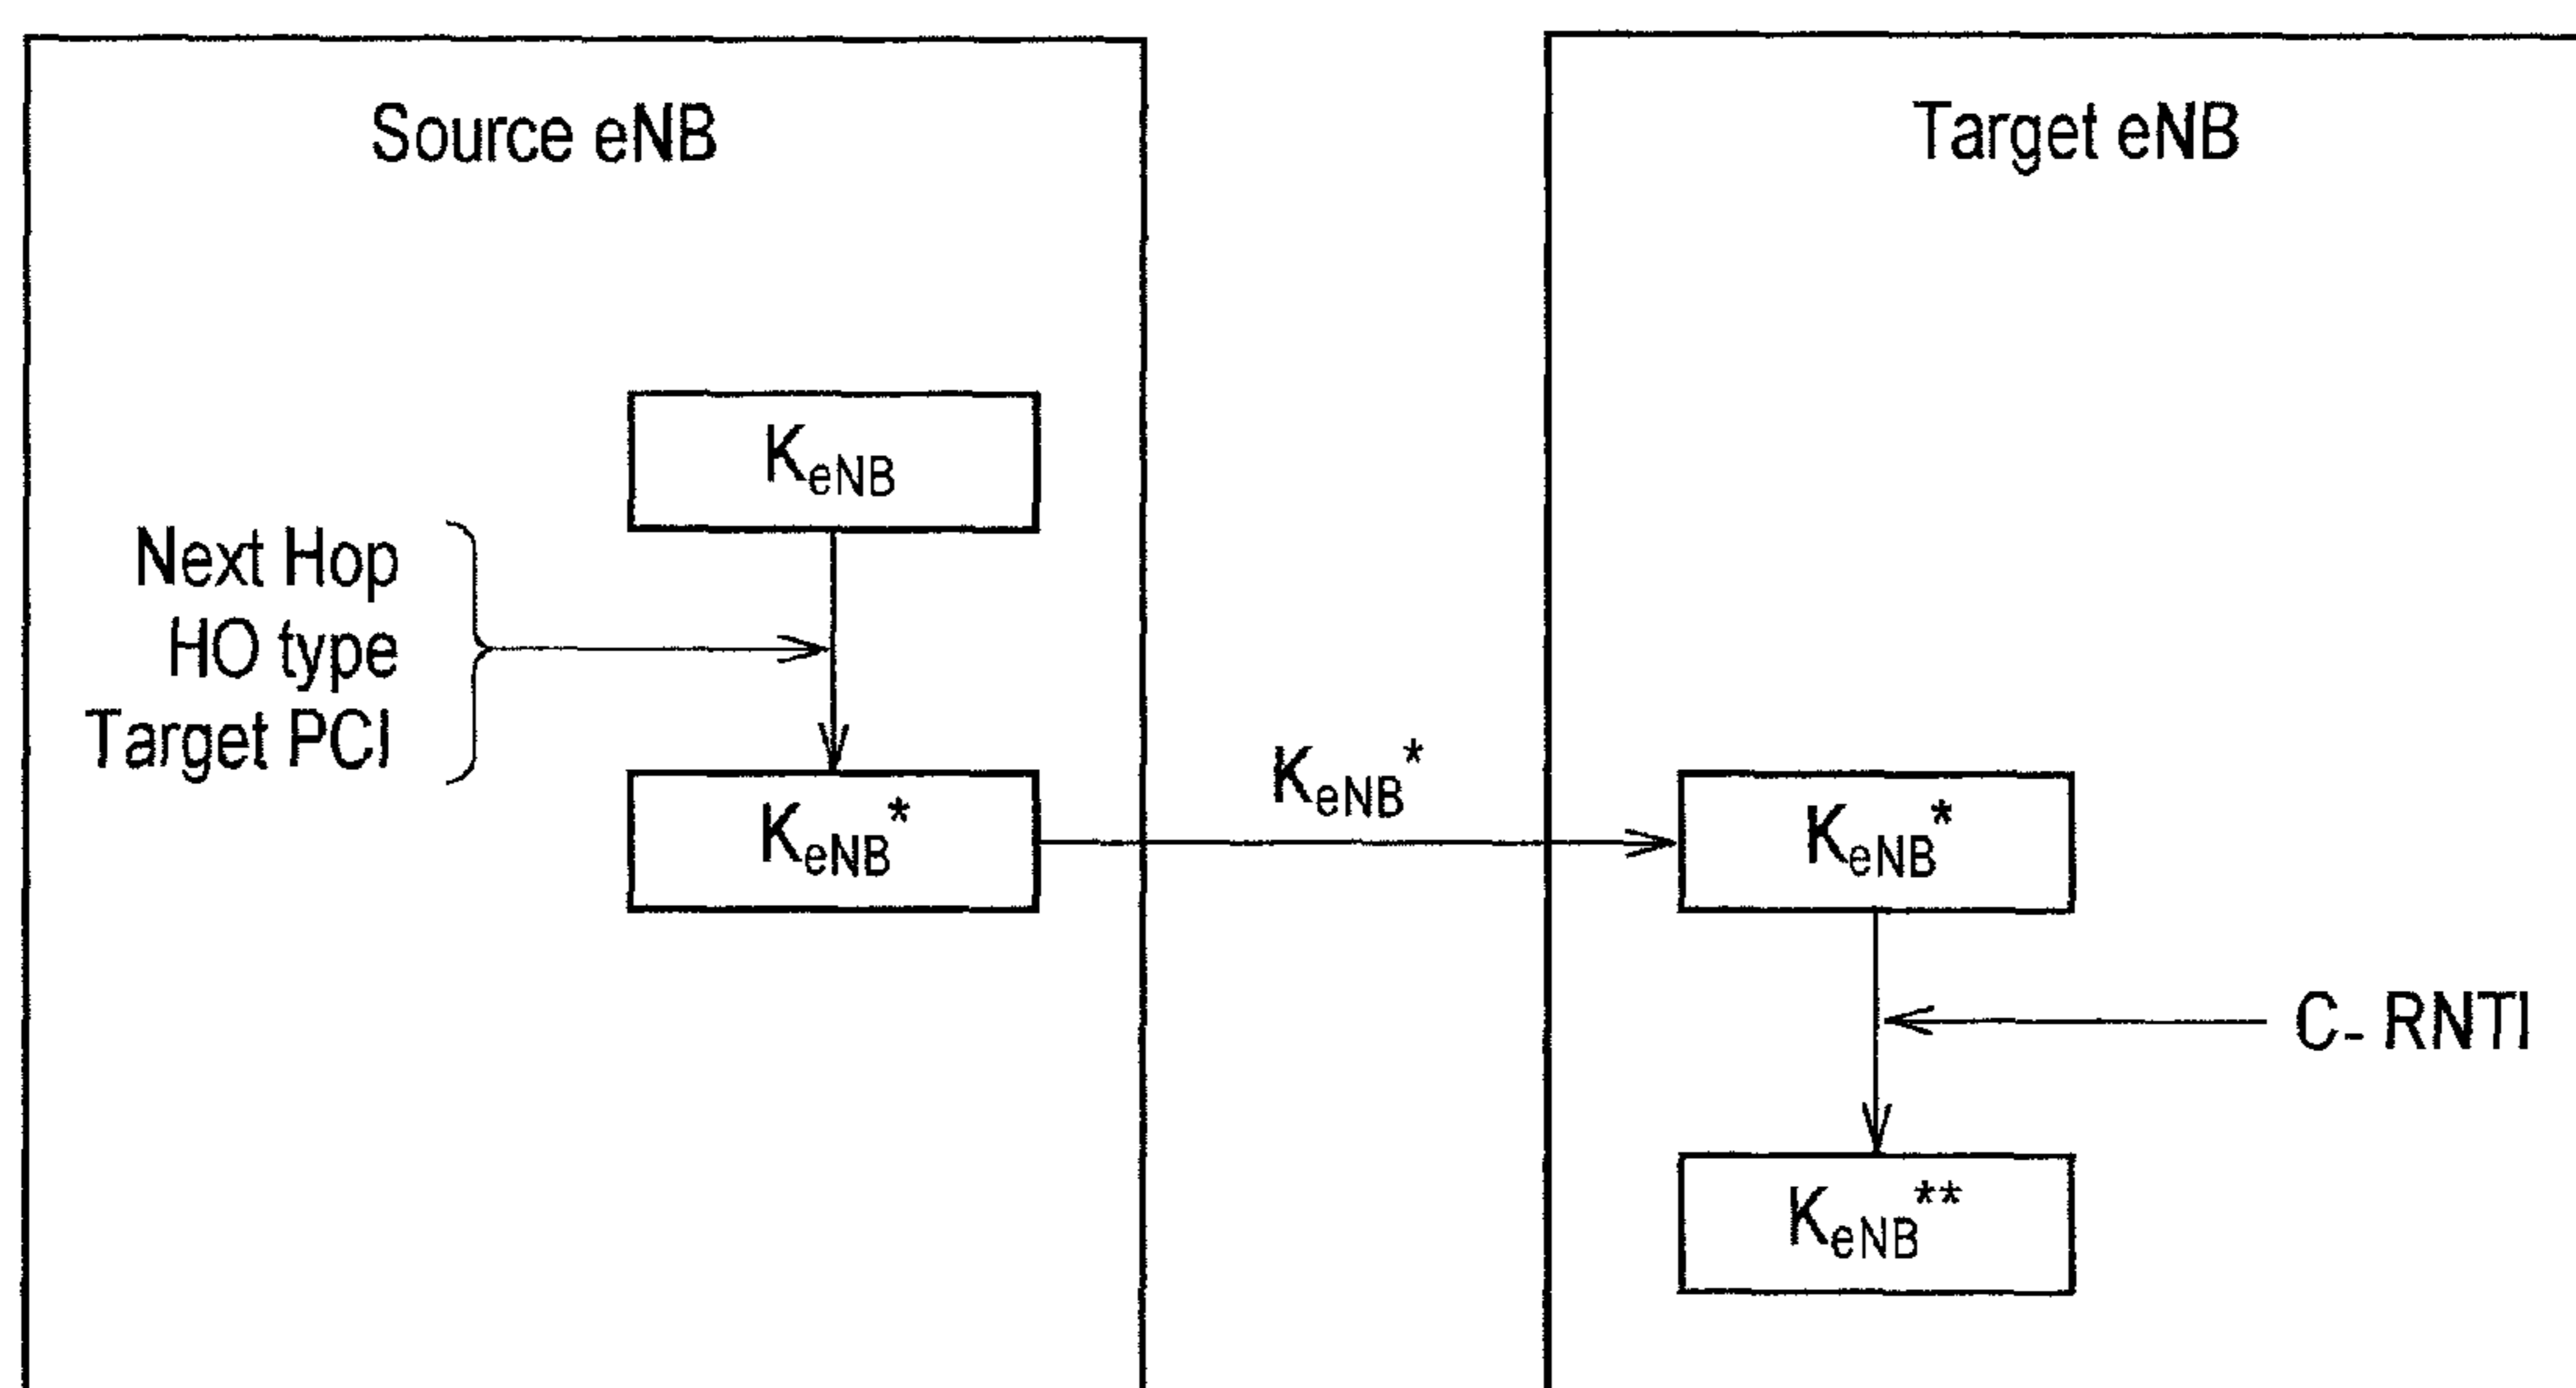 Source eNB
Target eNB
KeNB
Next Hop
HO type
Target PCI
KeNB*
KeNB*
KeNB*
C- RNTI
KeNB**